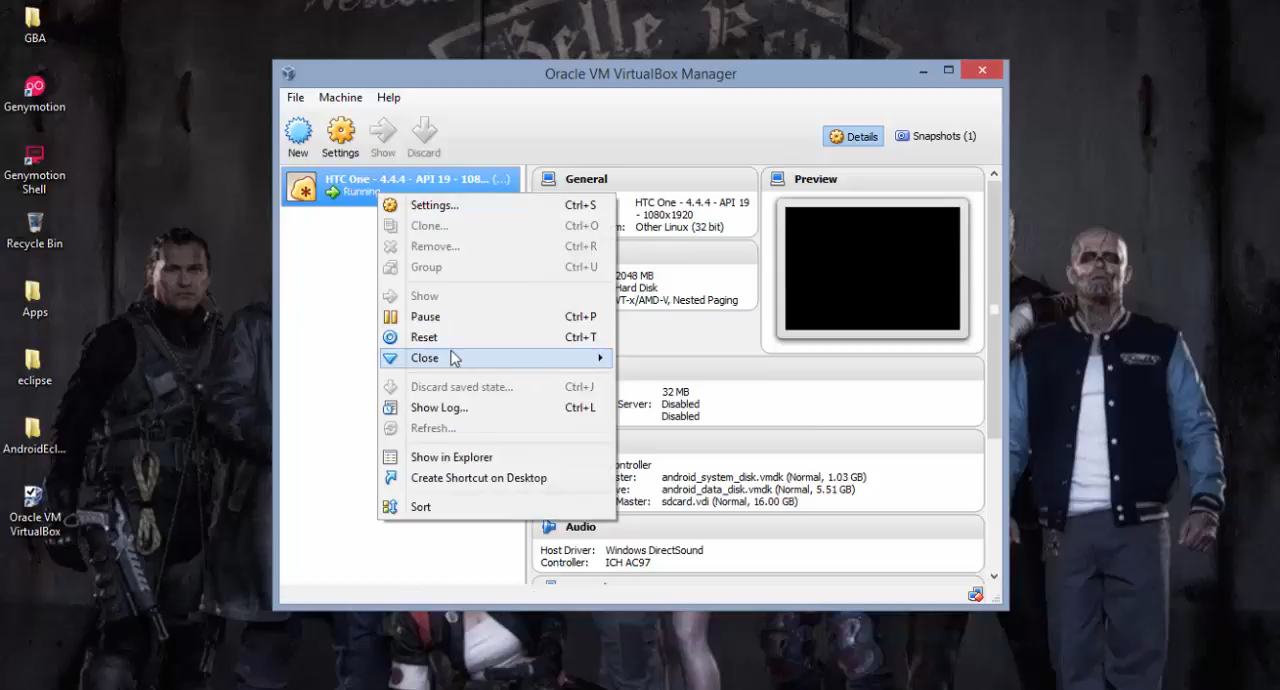 GBA
Genymotion
Genymotion
Shell
Recycle Bin
Apps
eclipse
AndroidEcl...
Oracle VM
VirtualBox
Belle
Oracle VM VirtualBox Manager
File Machine Help
New Settings Show Discard
Details Snapshots (1)
HTC One - 4.4.4 - API 19 - 108... (...)
Running
Settings... Ctrl+S
Clone... Ctrl+O
Remove... Ctrl+R
Group Ctrl+U
Show
Pause Ctrl+P
Reset Ctrl+T
Close
Discard saved state... Ctrl+J
Show Log... Ctrl+L
Refresh...
Show in Explorer
Create Shortcut on Desktop
Sort
General
HTC One - 4.4.4 - API 19
- 1080x1920
m: Other Linux (32 bit)
2048 MB
Hard Disk
VT-x/AMD-V, Nested Paging
Preview
32 MB
Server: Disabled
Disabled
ontroller
ster: android_system_disk.vmdk (Normal, 1.03 GB)
ve: android_data_disk.vmdk (Normal, 5.51 GB)
Master: sdcard.vdi (Normal, 16.00 GB)
Audio
Host Driver: Windows DirectSound
Controller: ICH AC97